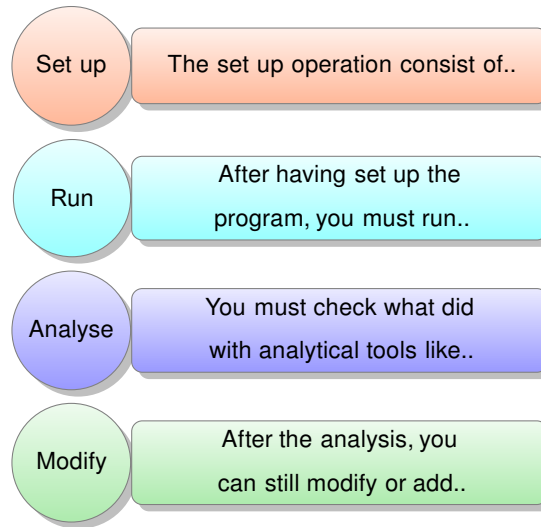 Set up
The set up operation consist of..
Run
After having set up the
program, you must run..
Analyse
You must check what did
with analytical tools like..
Modify
After the analysis, you
can still modify or add..